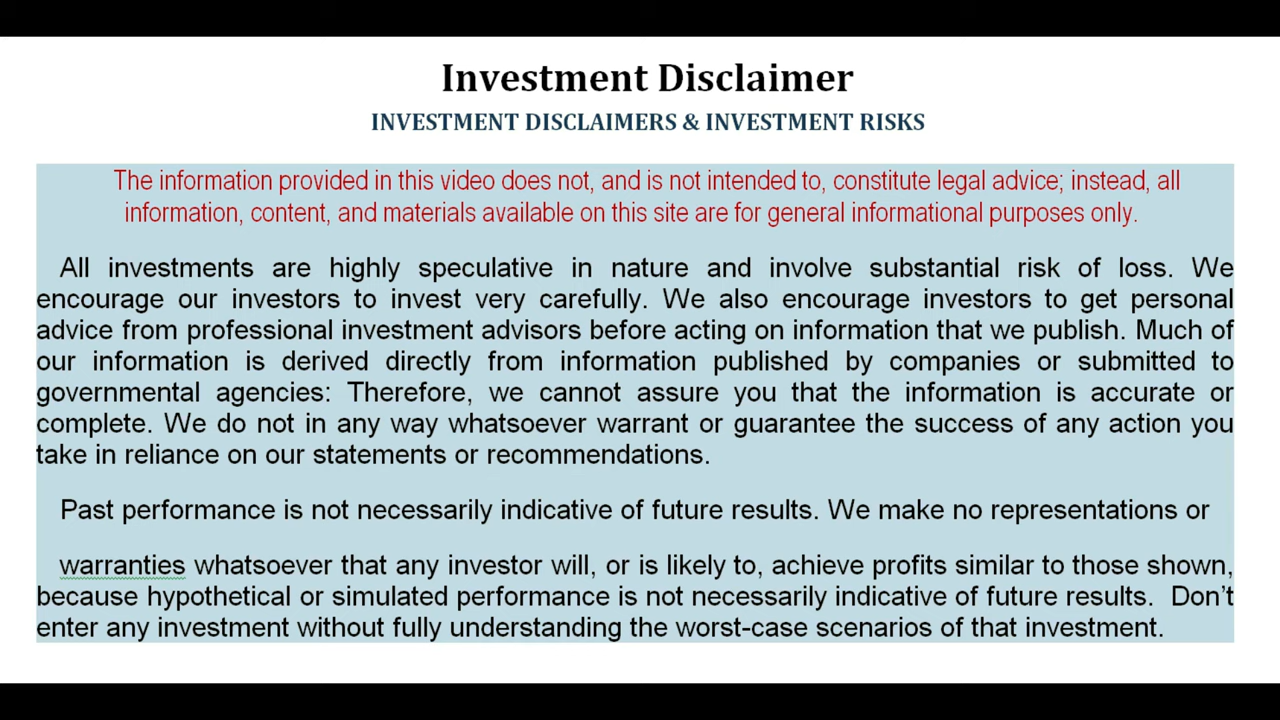 Investment Disclaimer
INVESTMENT DISCLAIMERS & INVESTMENT RISKS
The information provided in this video does not, and is not intended to, constitute legal advice; instead, all
information, content, and materials available on this site are for general informational purposes only.
All investments are highly speculative in nature and involve substantial risk of loss. We
encourage our investors to invest very carefully. We also encourage investors to get personal
advice from professional investment advisors before acting on information that we publish. Much of
our information is derived directly from information published by companies or submitted to
governmental agencies: Therefore, we cannot assure you that the information is accurate or
complete. We do not in any way whatsoever warrant or guarantee the success of any action you
take in reliance on our statements or recommendations.
Past performance is not necessarily indicative of future results. We make no representations or
warranties whatsoever that any investor will, or is likely to, achieve profits similar to those shown,
because hypothetical or simulated performance is not necessarily indicative of future results. Don’t
enter any investment without fully understanding the worst-case scenarios of that investment.